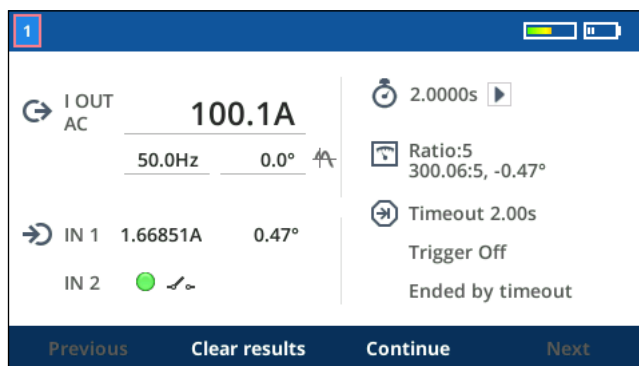 1
I OUT
AC
100.1A
50.0Hz 0.0°
IN 1 1.66851A 0.47°
IN 2
2.0000s
Ratio:5
300.06:5, -0.47°
Timeout 2.00s
Trigger Off
Ended by timeout
Previous Clear results Continue Next